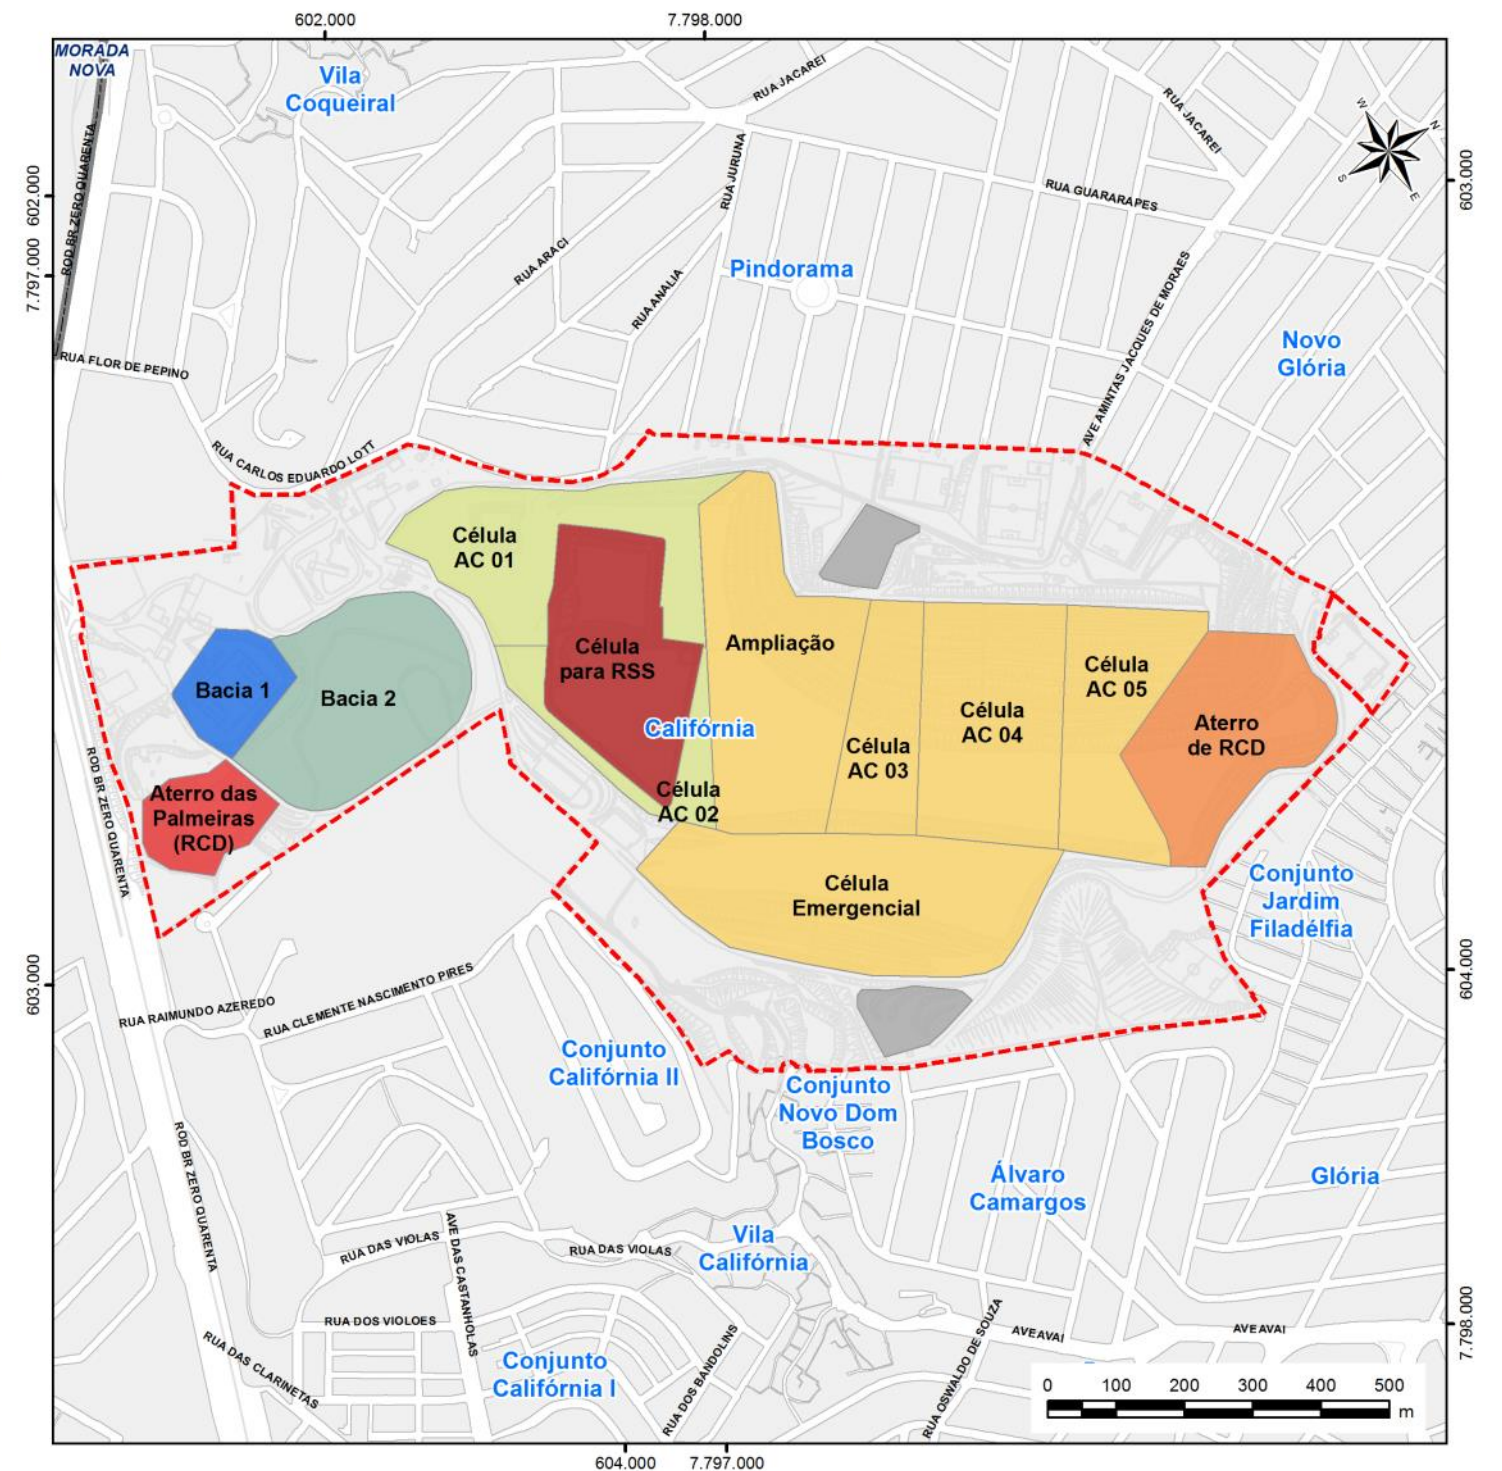 602.000
7.798.000
MORADA
NOVA
Vila
Coqueiral
RUA JACAREI
RUA JACAREI
W
N
S
E
ROD BR ZERO QUARENTA
602.000
7.797.000
603.000
RUA JURUNA
RUA GUARARAPES
RUA ARACI
RUA ANALIA
Pindorama
AVE AMINTAS JACQUES DE MORAES
Novo
Glória
RUA FLOR DE PEPINO
RUA CARLOS EDUARDO LOTT
Célula
AC 01
Célula
para RSS
Ampliação
Célula
AC 05
Bacia 1
Bacia 2
Califórnia
Célula
AC 03
Célula
AC 04
Aterro
de RCD
Aterro das
Palmeiras
(RCD)
Célula
AC 02
ROD BR ZERO QUARENTA
Célula
Emergencial
Conjunto
Jardim
Filadélfia
603.000
604.000
RUA RAIMUNDO AZEREDO
RUA CLEMENTE NASCIMENTO PIRES
Conjunto
Califórnia II
Conjunto
Novo Dom
Bosco
Álvaro
Camargos
Glória
ROD BR ZERO QUARENTA
RUA DAS VIOLAS
AVE DAS CASTANHOLAS
RUA DAS VIOLAS
Vila
Califórnia
RUA DOS VIOLOES
RUA DAS CLARINETAS
Conjunto
Califórnia I
RUA DOS BANDOLINS
RUA OSWALDO DE SOUZA
AVEAVAI
AVEAVAI
7.798.000
0 100 200 300 400 500
m
604.000
7.797.000